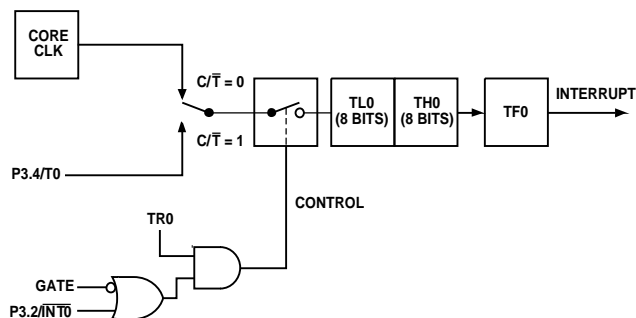 CORE
CLK
C/T̅ = 0
C/T̅ = 1
P3.4/T0
TL0
(8 BITS)
TH0
(8 BITS)
TF0
INTERRUPT
CONTROL
TR0
GATE
P3.2/I̅N̅T̅0̅